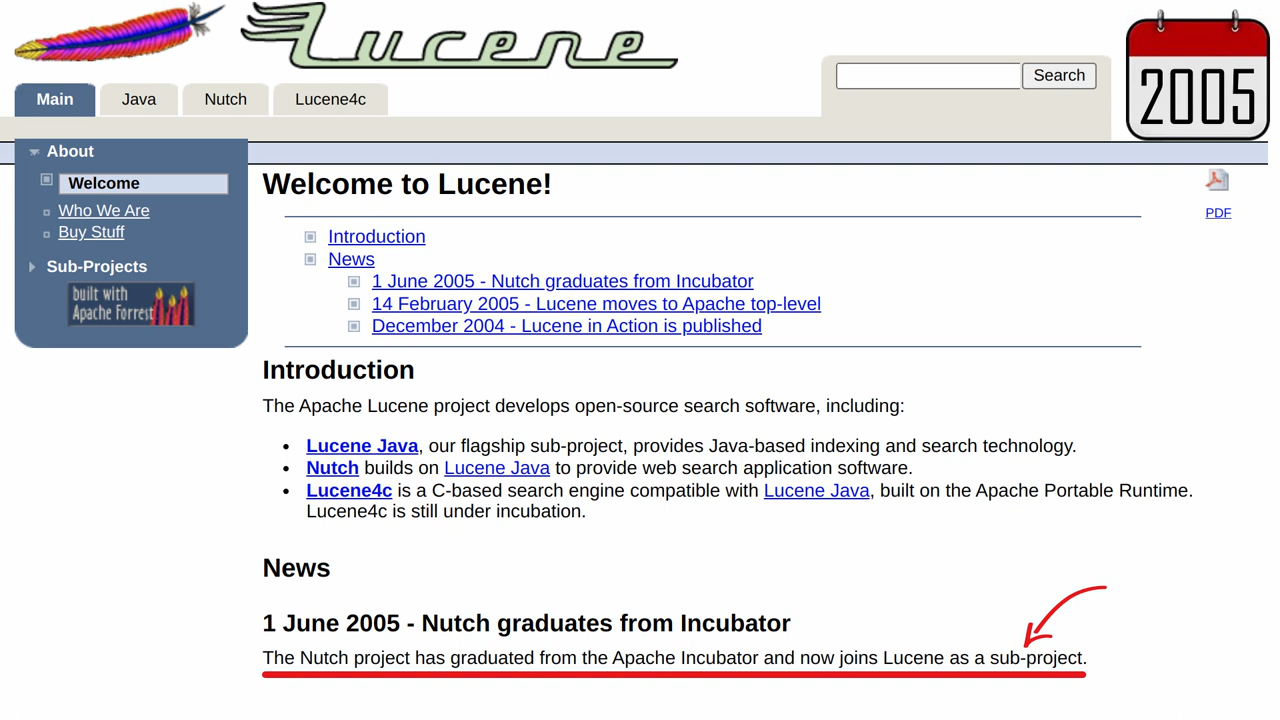 Lucene
2005
Search
Main
Java
Nutch
Lucene4c
About
Welcome
Who We Are
Buy Stuff
Sub-Projects
built with
Apache Forrest
Welcome to Lucene!
PDF
Introduction
News
1 June 2005 - Nutch graduates from Incubator
14 February 2005 - Lucene moves to Apache top-level
December 2004 - Lucene in Action is published
Introduction
The Apache Lucene project develops open-source search software, including:
Lucene Java, our flagship sub-project, provides Java-based indexing and search technology.
Nutch builds on Lucene Java to provide web search application software.
Lucene4c is a C-based search engine compatible with Lucene Java, built on the Apache Portable Runtime.
Lucene4c is still under incubation.
News
1 June 2005 - Nutch graduates from Incubator
The Nutch project has graduated from the Apache Incubator and now joins Lucene as a sub-project.